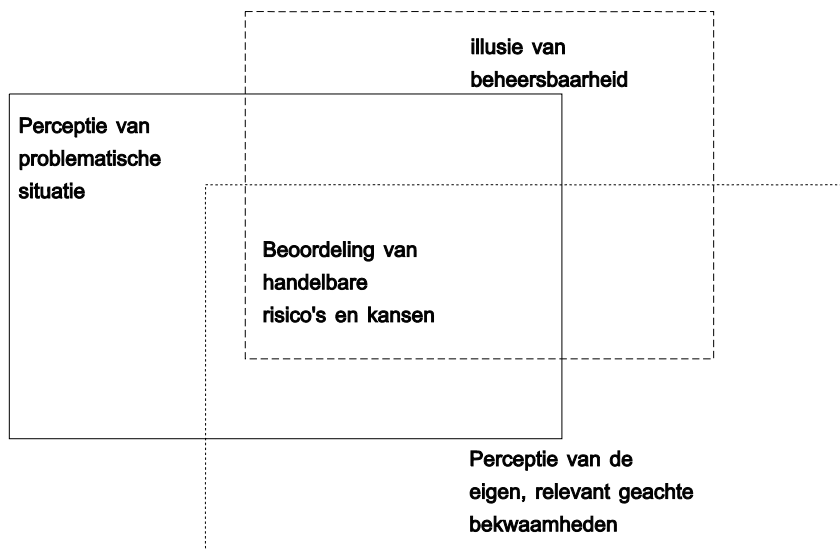 illusie van
beheersbaarheid
Perceptie van
problematische
situatie
Beoordeling van
handelbare
risico's en kansen
Perceptie van de
eigen, relevant geachte
bekwaamheden